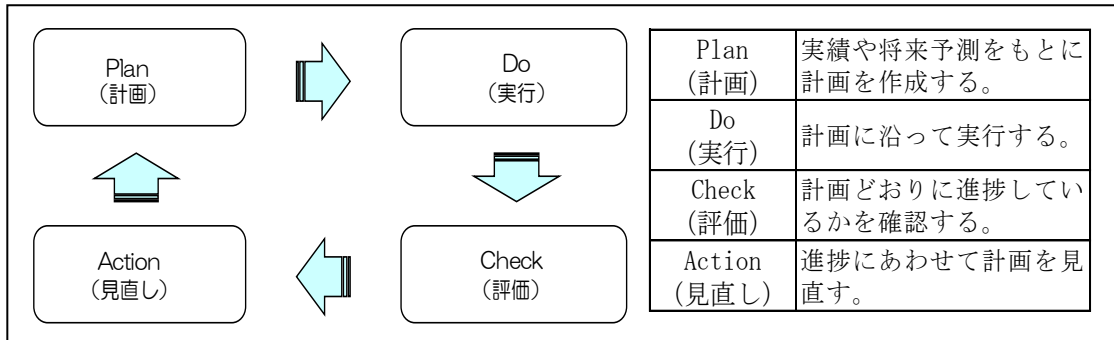 Plan
(計画)
Do
(実行)
Action
(見直し)
Check
(評価)
Plan
(計画)
実績や将来予測をもとに
計画を作成する。
Do
(実行)
計画に沿って実行する。
Check
(評価)
計画どおりに進捗してい
るかを確認する。
Action
(見直し)
進捗にあわせて計画を見
直す。